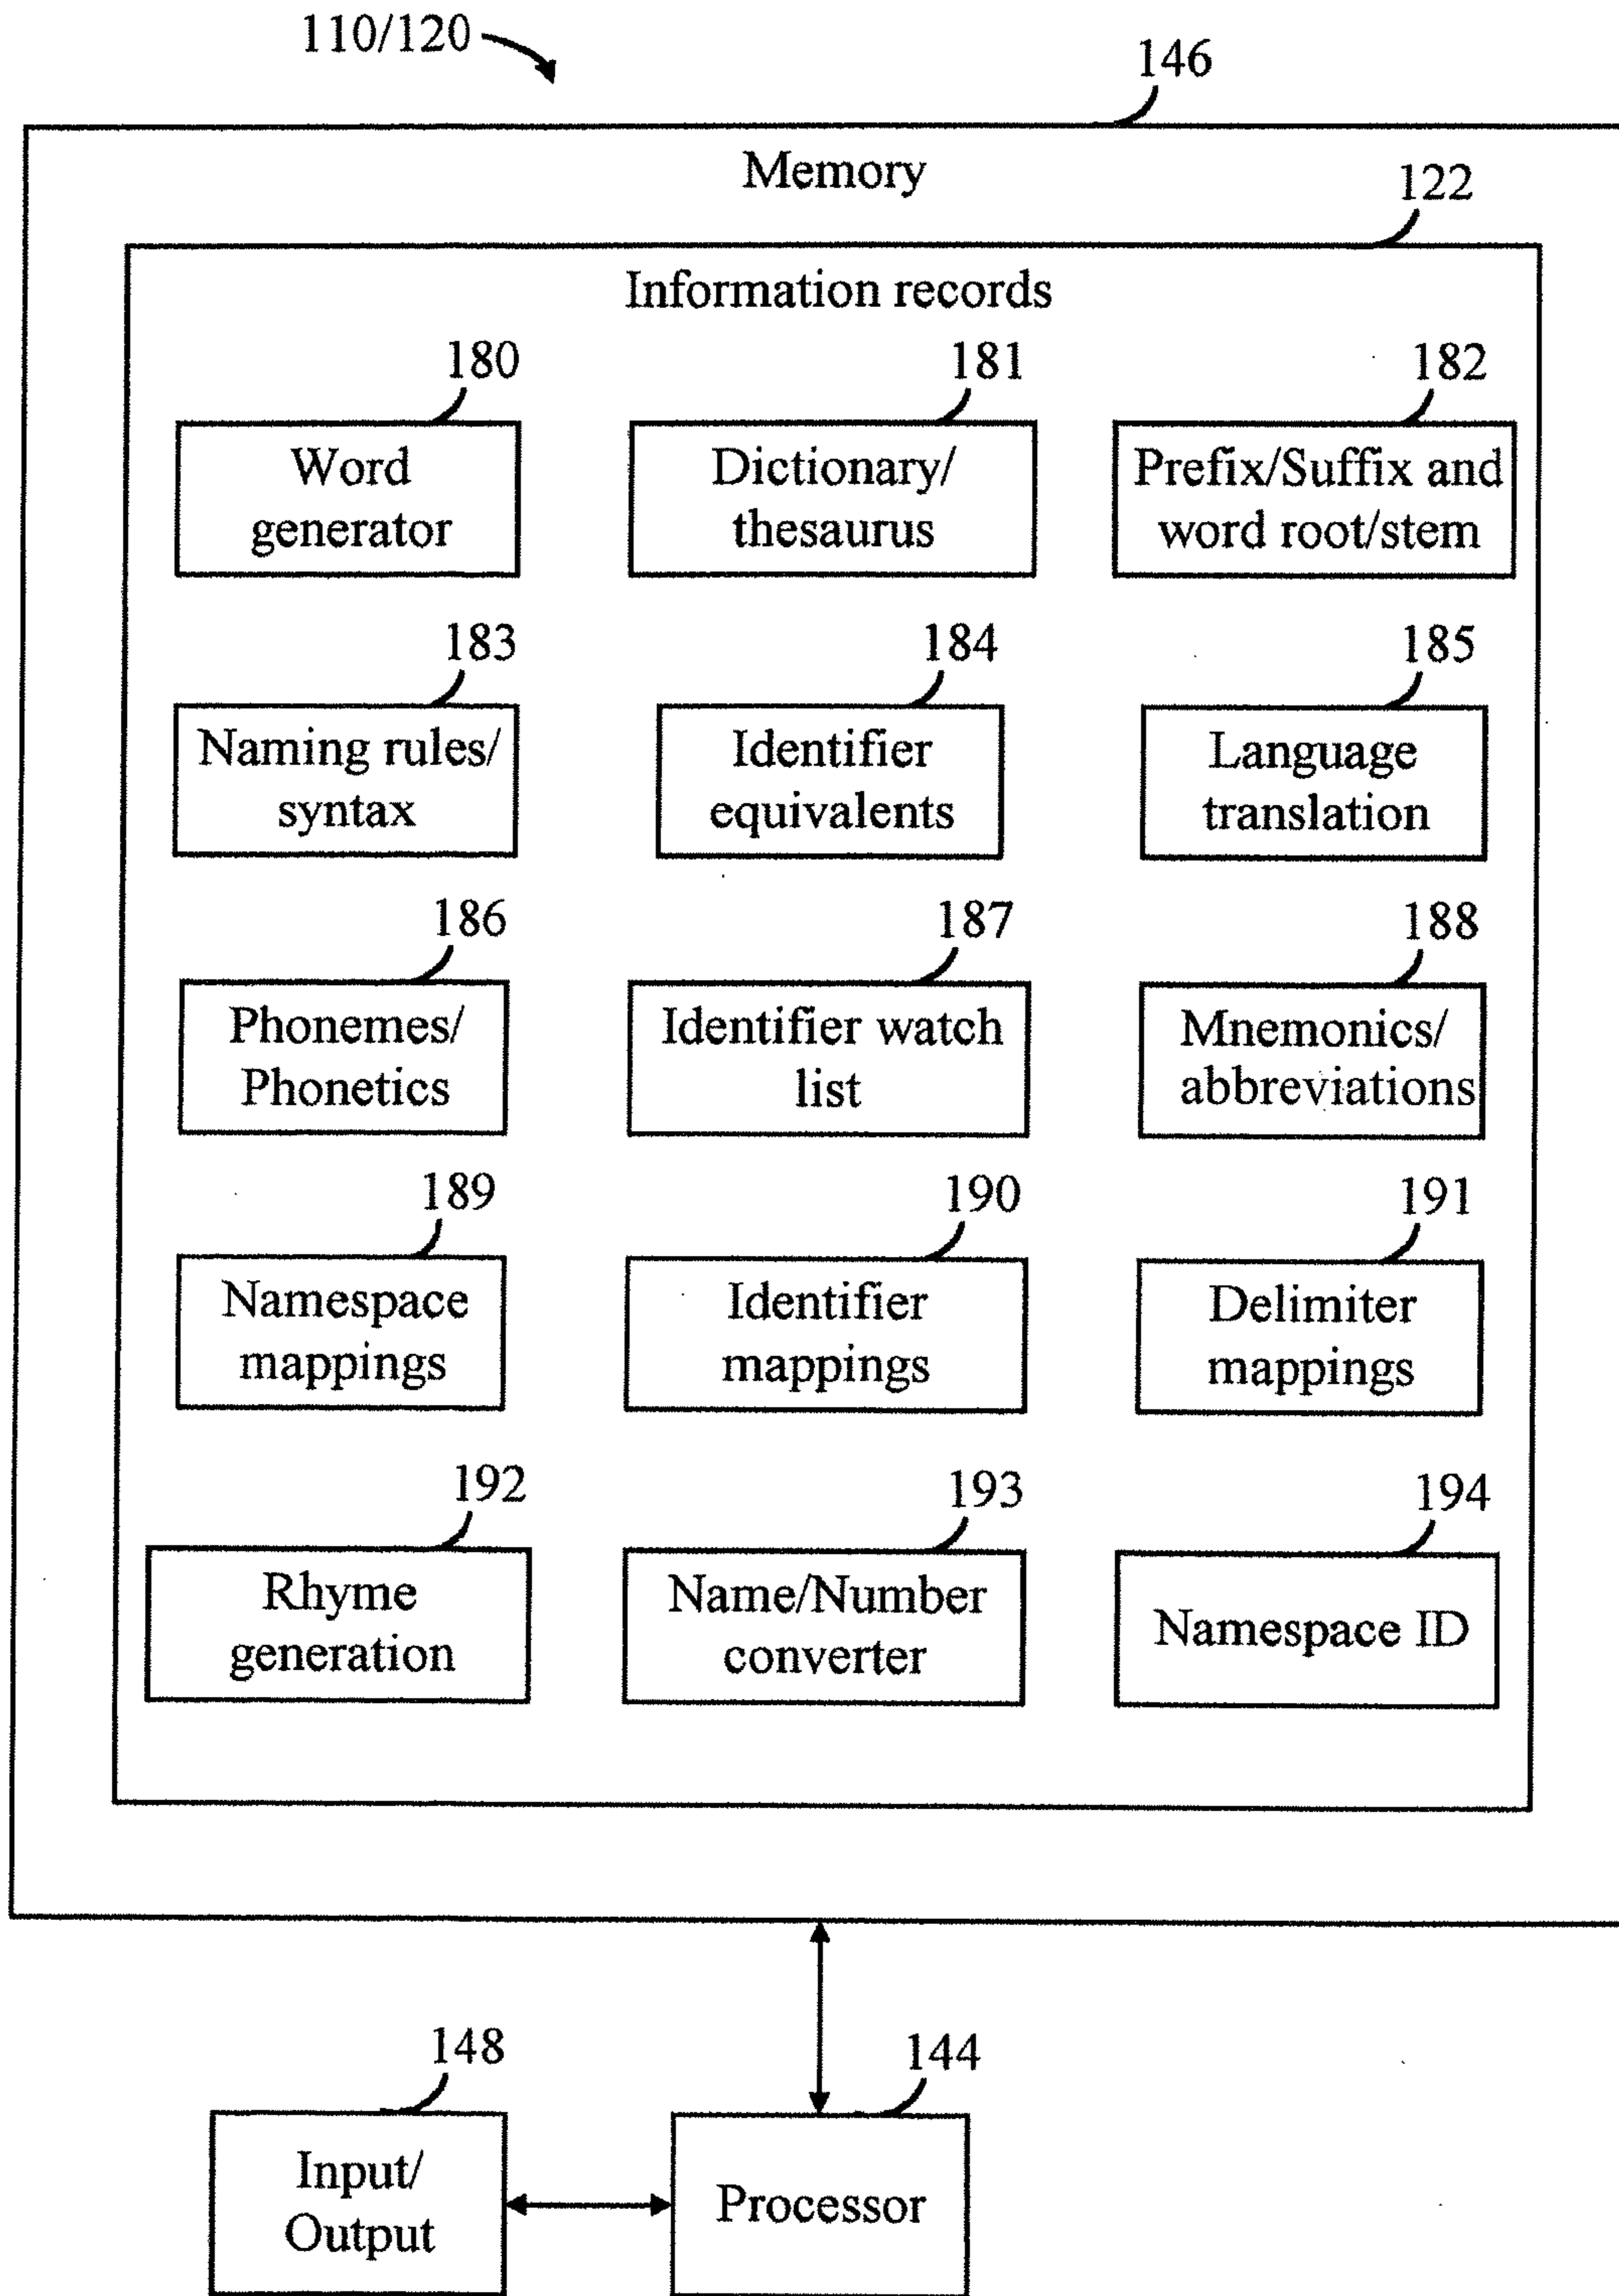 110/120
146
Memory
122
Information records
180
181
182
Word
generator
Dictionary/
thesaurus
Prefix/Suffix and
word root/stem
183
184
185
Naming rules/
syntax
Identifier
equivalents
Language
translation
186
187
188
Phonemes/
Phonetics
Identifier watch
list
Mnemonics/
abbreviations
189
190
191
Namespace
mappings
Identifier
mappings
Delimiter
mappings
192
193
194
Rhyme
generation
Name/Number
converter
Namespace ID
148
144
Input/
Output
Processor